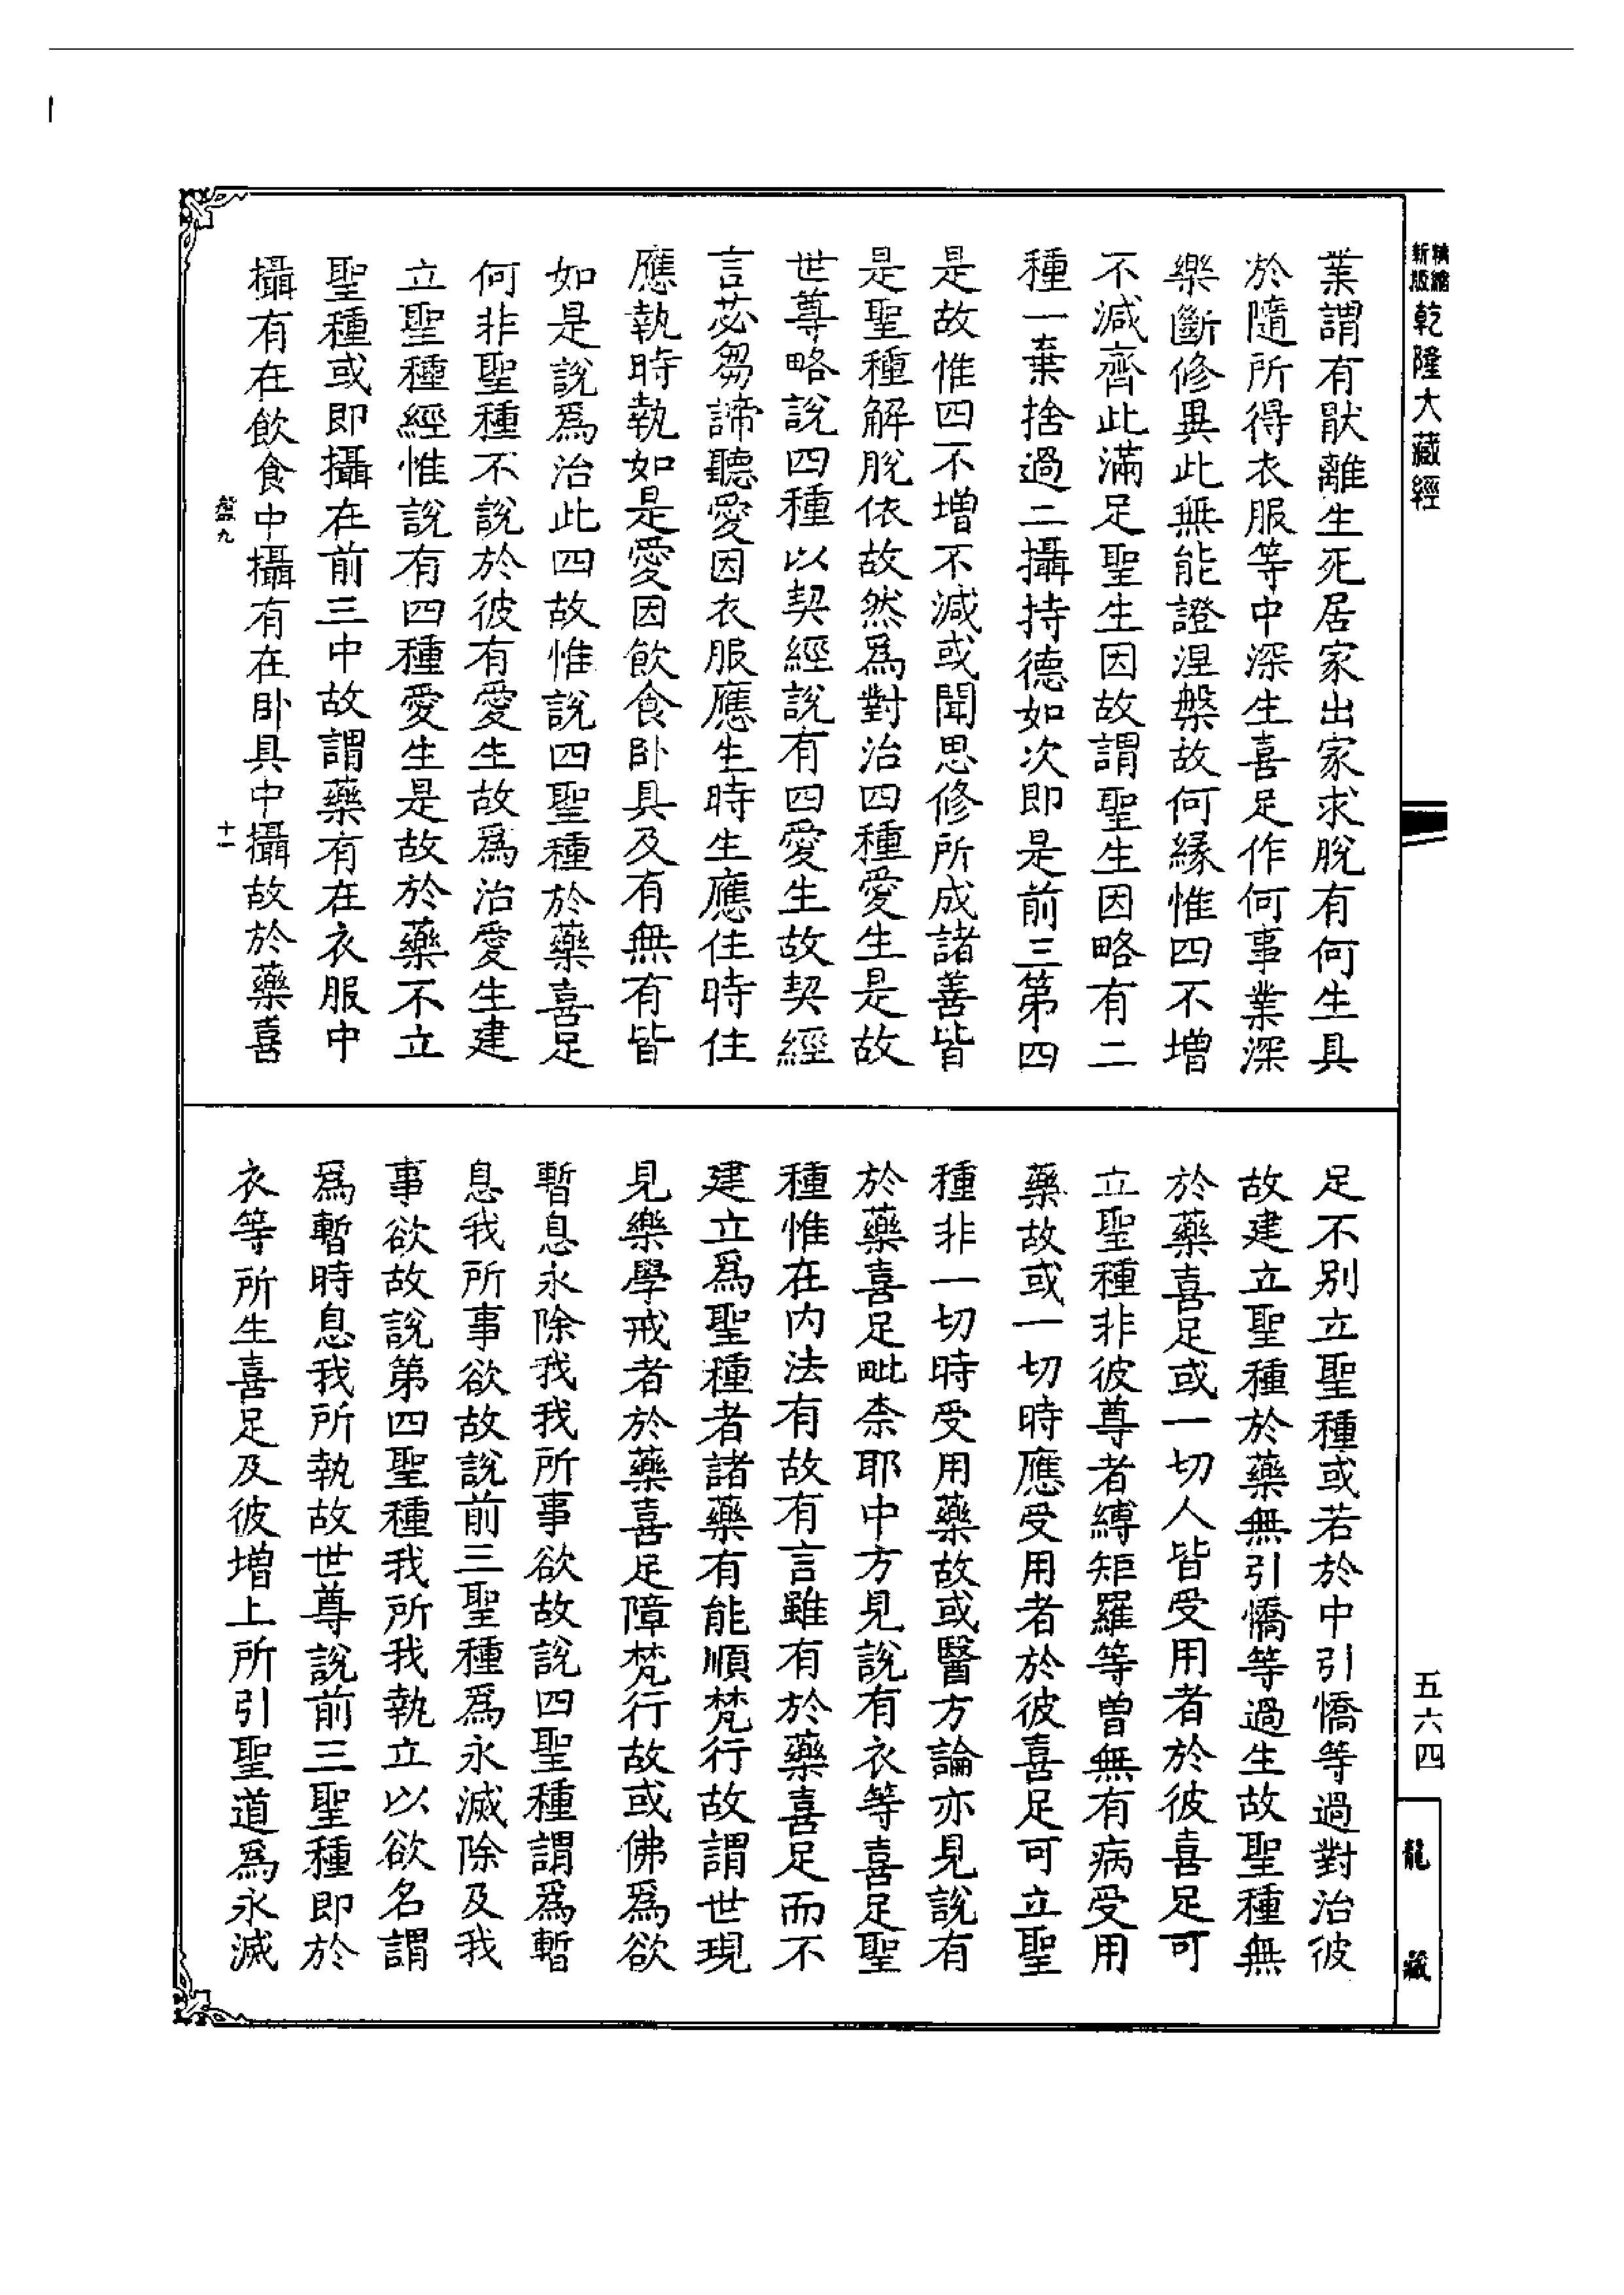 精縮新版乾隆大藏經
業謂有猒離生死居家出家求脫有何生具
於隨所得衣服等中深生喜足作何事業深
樂斷修異此無能證涅槃故何緣惟四不增
不減齊此滿足聖生因故謂聖生因略有二
種一棄捨過二攝持德如次即是前三第四
是故惟四不增不減或聞思修所成諸善皆
是聖種解脫依故然爲對治四種愛生是故
世尊略說四種以契經說有四愛生故契經
言苾芻諦聽愛因衣服應生時生應住時住
應執時執如是愛因飲食卧具及有無有皆
如是說爲治此四故惟說四聖種於藥喜足
何非聖種不說於彼有愛生故爲治愛生建
立聖種經惟說有四種愛生是故於藥不立
聖種或即攝在前三中故謂藥有在衣服中
攝有在飲食中攝有在卧具中攝故於藥喜
盤九
十一
足不别立聖種或若於中引憍等過對治彼
故建立聖種於藥無引憍等過生故聖種無
於藥喜足或一切人皆受用者於彼喜足可
立聖種非彼尊者縛矩羅等曾無有病受用
藥故或一切時應受用者於彼喜足可立聖
種非一切時受用藥故或醫方論亦見說有
於藥喜足毗柰耶中方見說有衣等喜足聖
種惟在内法有故有言雖有於藥喜足而不
建立爲聖種者諸藥有能順梵行故謂世現
見樂學戒者於藥喜足障梵行故或佛爲欲
暫息永除我我所事欲故說四聖種謂爲暫
息我所事欲故說前三聖種爲永滅除及我
事欲故說第四聖種我所我執立以欲名謂
爲暫時息我所執故世尊說前三聖種即於
衣等所生喜足及彼增上所引聖道爲永滅
五六四
龍藏